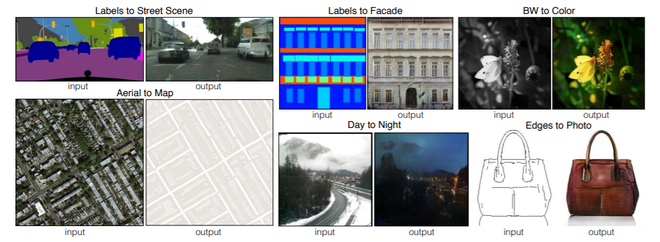 Labels to Street Scene
input
output
Labels to Facade
input
output
BW to Color
input
output
Aerial to Map
input
output
Day to Night
input
output
Edges to Photo
input
output